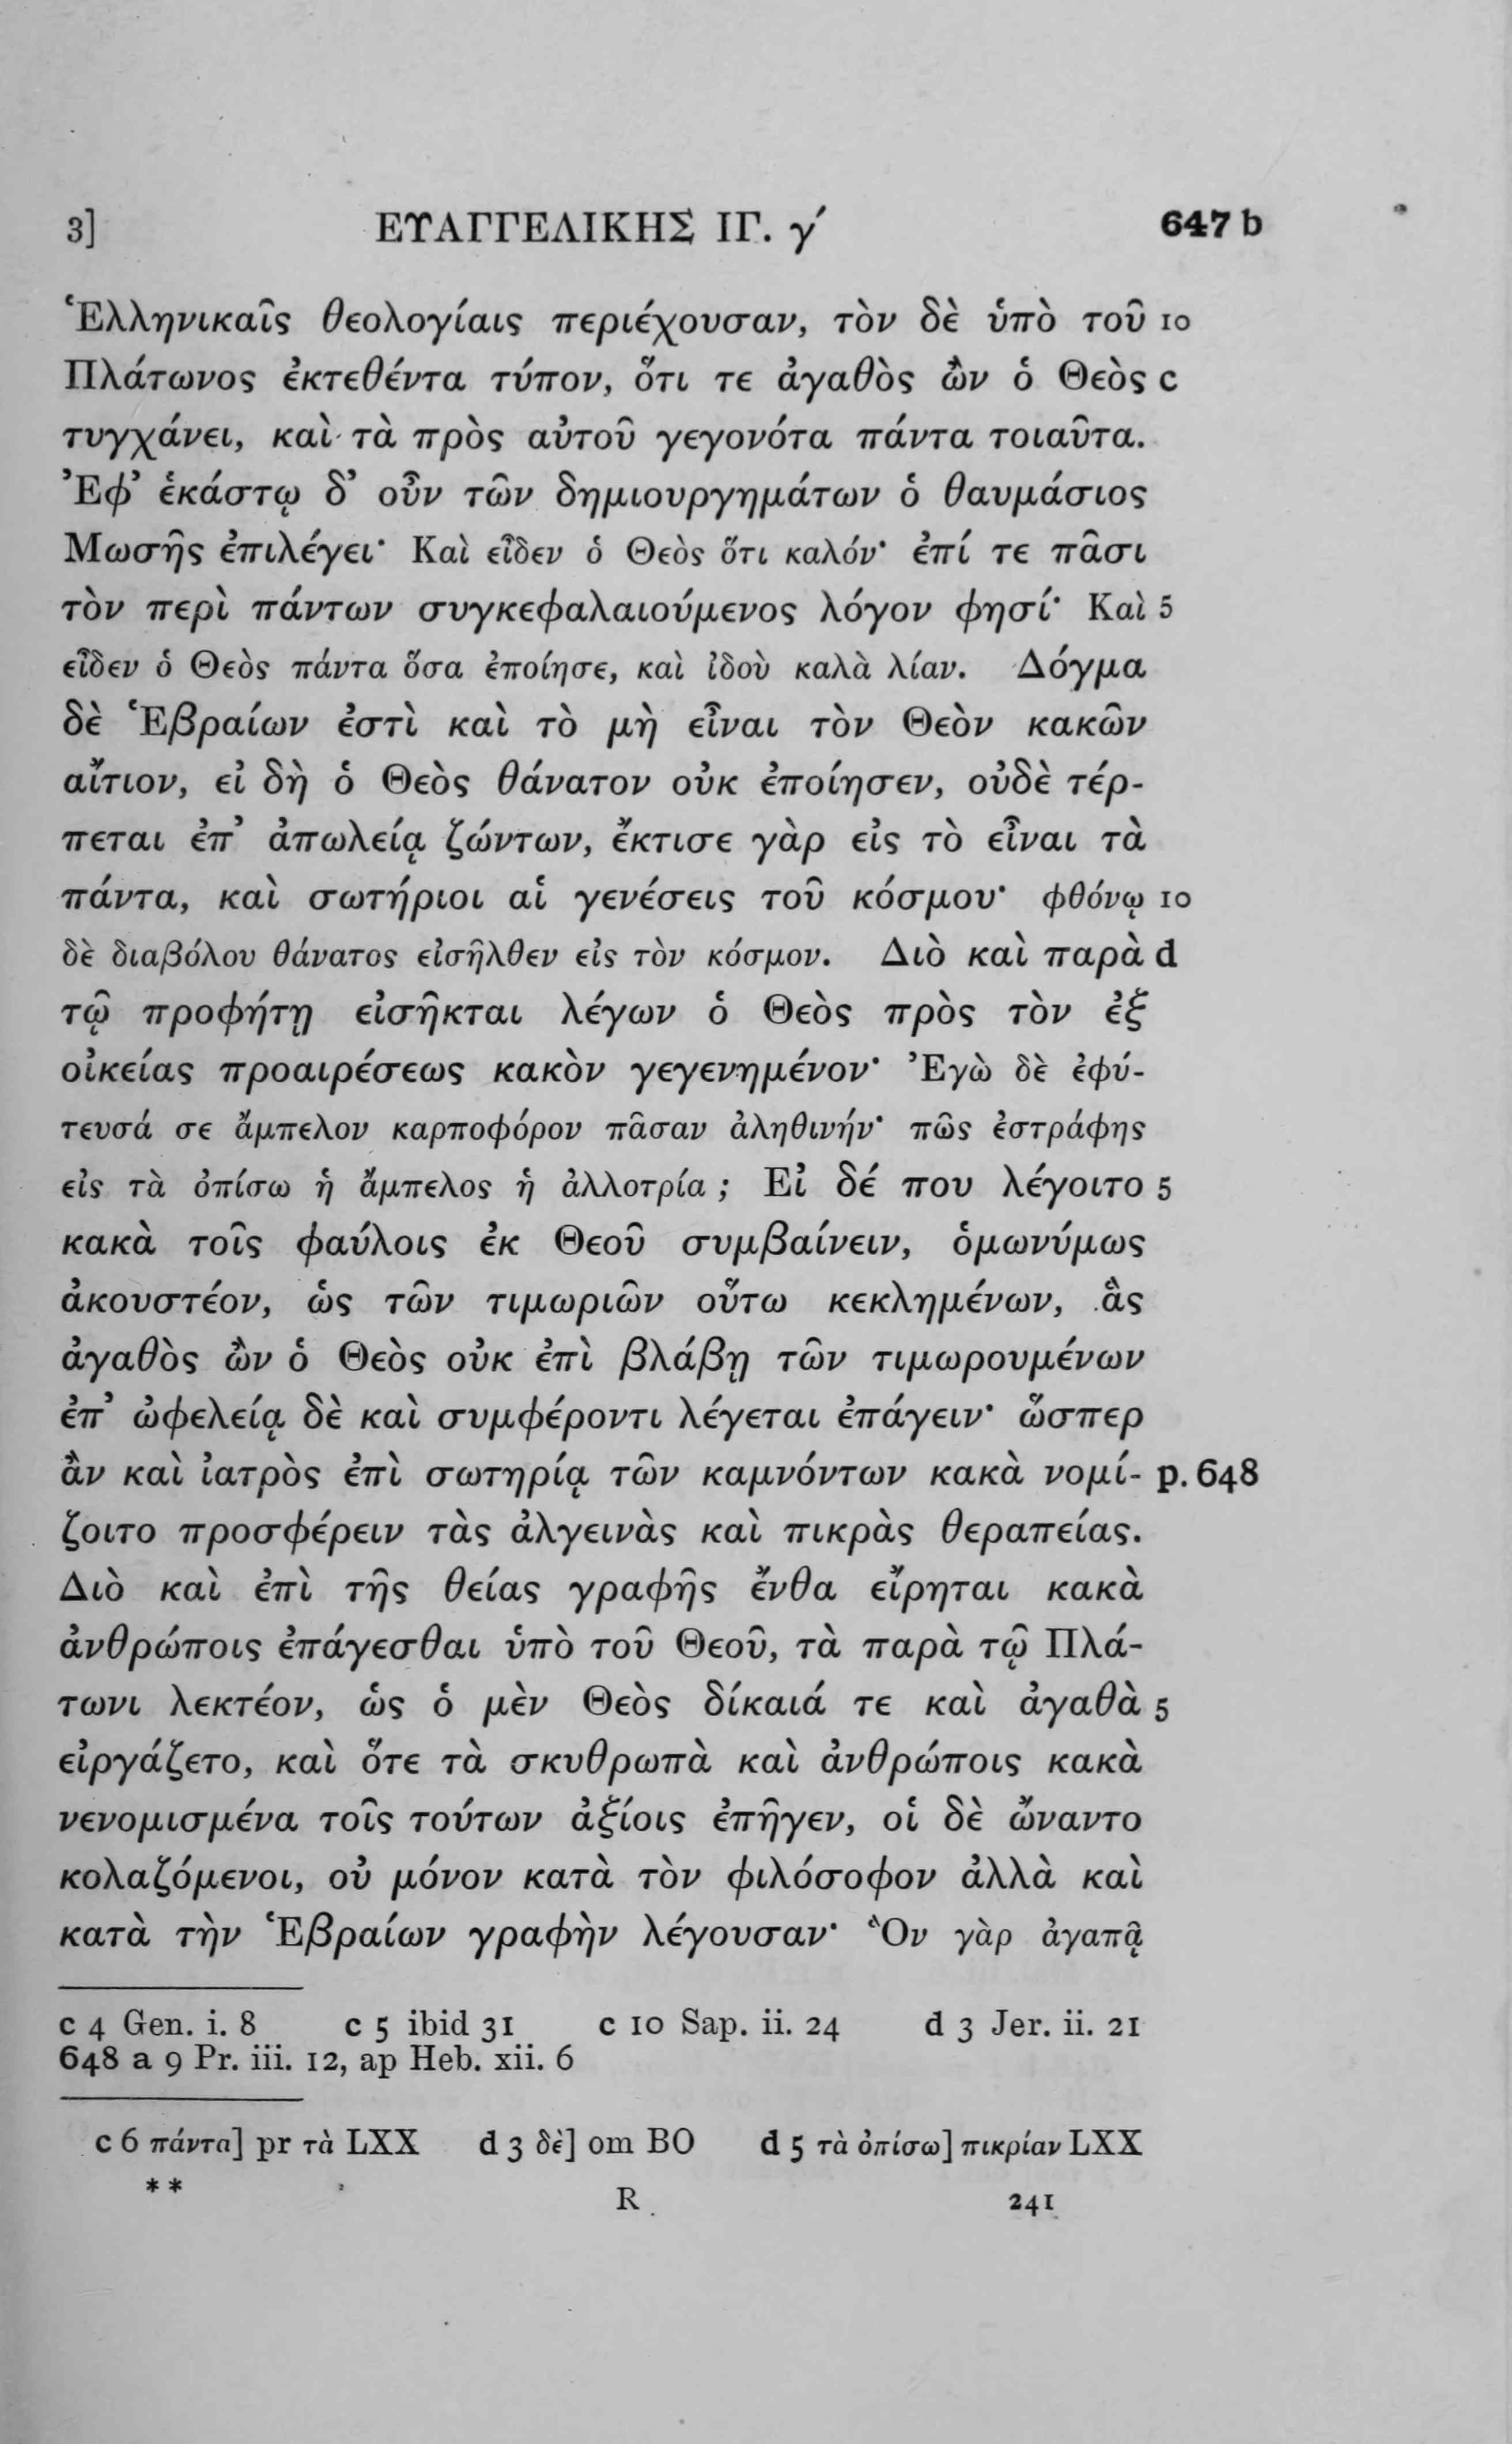 3] ΕΥΑΓΓΕΛΙΚΗΣ ΙΓ. γ´ 647 b
Ἑλληνικαῖς θεολογίαις περιέχουσαν, τὸν δὲ ὑπὸ τοῦ 10
Πλάτωνος ἐκτεθέντα τύπον, ὅτι τε ἀγαθὸς ὢν ὁ Θεὸς c
τυγχάνει, καὶ τὰ πρὸς αὐτοῦ γεγονότα πάντα τοιαῦτα.
Ἐφ’ ἑκάστῳ δ’ οὖν τῶν δημιουργημάτων ὁ θαυμάσιος
Μωσῆς ἐπιλέγει· Καὶ εἶδεν ὁ Θεὸς ὅτι καλόν· ἐπί τε πᾶσι
τὸν περὶ πάντων συγκεφαλαιούμενος λόγον φησί· Καὶ 5
εἶδεν ὁ Θεὸς πάντα ὅσα ἐποίησε, καὶ ἰδοὺ καλὰ λίαν. Δόγμα
δὲ Ἑβραίων ἐστὶ καὶ τὸ μὴ εἶναι τὸν Θεὸν κακῶν
αἴτιον, εἰ δὴ ὁ Θεὸς θάνατον οὐκ ἐποίησεν, οὐδὲ τέρ-
πεται ἐπ’ ἀπωλείᾳ ζώντων, ἔκτισε γὰρ εἰς τὸ εἶναι τὰ
πάντα, καὶ σωτήριοι αἱ γενέσεις τοῦ κόσμου· φθόνῳ 10
δὲ διαβόλου θάνατος εἰσῆλθεν εἰς τὸν κόσμον. Διὸ καὶ παρὰ d
τῷ προφήτῃ εἰσῆκται λέγων ὁ Θεὸς πρὸς τὸν ἐξ
οἰκείας προαιρέσεως κακὸν γεγενημένον· Ἐγὼ δὲ ἐφύ-
τευσά σε ἄμπελον καρποφόρον πᾶσαν ἀληθινήν· πῶς ἐστράφης
εἰς τὰ ὀπίσω ἡ ἄμπελος ἡ ἀλλοτρία ; Εἰ δέ που λέγοιτο 5
κακὰ τοῖς φαύλοις ἐκ Θεοῦ συμβαίνειν, ὁμωνύμως
ἀκουστέον, ὡς τῶν τιμωριῶν οὕτω κεκλημένων, ἃς
ἀγαθὸς ὢν ὁ Θεὸς οὐκ ἐπὶ βλάβῃ τῶν τιμωρουμένων
ἐπ’ ὠφελείᾳ δὲ καὶ συμφέροντι λέγεται ἐπάγειν· ὥσπερ
ἂν καὶ ἰατρὸς ἐπὶ σωτηρίᾳ τῶν καμνόντων κακὰ νομί- p. 648
ζοιτο προσφέρειν τὰς ἀλγεινὰς καὶ πικρὰς θεραπείας.
Διὸ καὶ ἐπὶ τῆς θείας γραφῆς ἔνθα εἴρηται κακὰ
ἀνθρώποις ἐπάγεσθαι ὑπὸ τοῦ Θεοῦ, τὰ παρὰ τῷ Πλά-
τωνι λεκτέον, ὡς ὁ μὲν Θεὸς δίκαιά τε καὶ ἀγαθὰ 5
εἰργάζετο, καὶ ὅτε τὰ σκυθρωπὰ καὶ ἀνθρώποις κακὰ
νενομισμένα τοῖς τούτων ἀξίοις ἐπῆγεν, οἱ δὲ ὤναντο
κολαζόμενοι, οὐ μόνον κατὰ τὸν φιλόσοφον ἀλλὰ καὶ
κατὰ τὴν Ἑβραίων γραφὴν λέγουσαν· Ὃν γὰρ ἀγαπᾷ
c 4 Gen. i. 8 c 5 ibid 31 c 10 Sap. ii. 24 d 3 Jer. ii. 21
648 a 9 Pr. iii. 12, ap Heb. xii. 6
c 6 πάντα] pr τὰ LXX d 3 δὲ] om BO d 5 τὰ ὀπίσω] πικρίαν LXX
** R 241